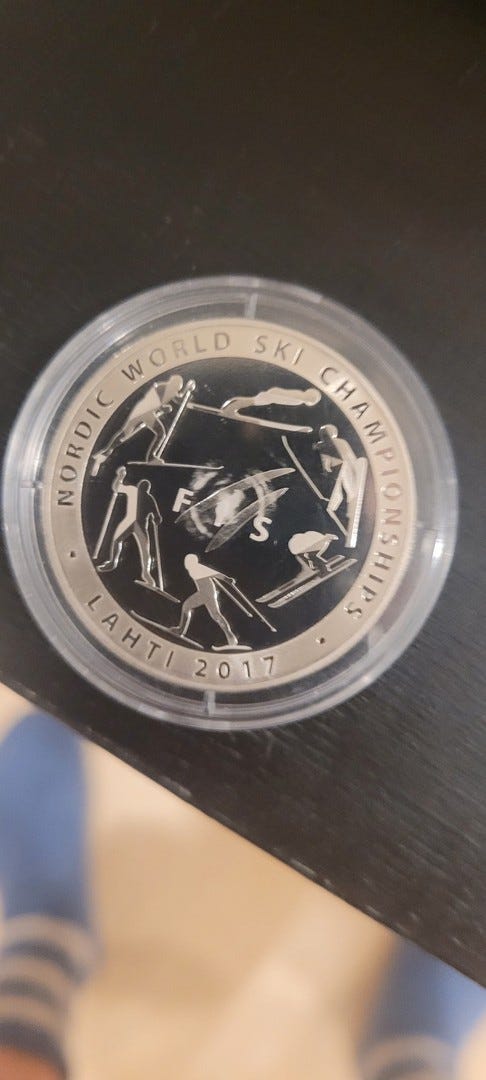 NORDIC WORLD SKI CHAMPIONSHIPS
FIS
• LAHTI 2017 •